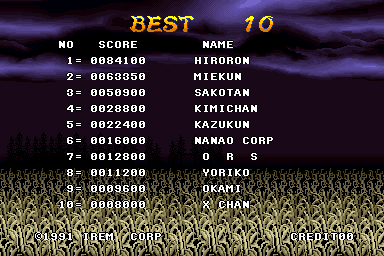 BEST 10
NO SCORE NAME
1= 0084100 HIRORON
2= 0063350 MIEKUN
3= 0050900 SAKOTAN
4= 0028800 KIMICHAN
5= 0022400 KAZUKUN
6= 0016000 NANAO CORP
7= 0012800 O R S
8= 0011200 YORIKO
9= 0009600 OKAMI
10= 0008000 X CHAN
©1991 IREM CORP CREDIT00